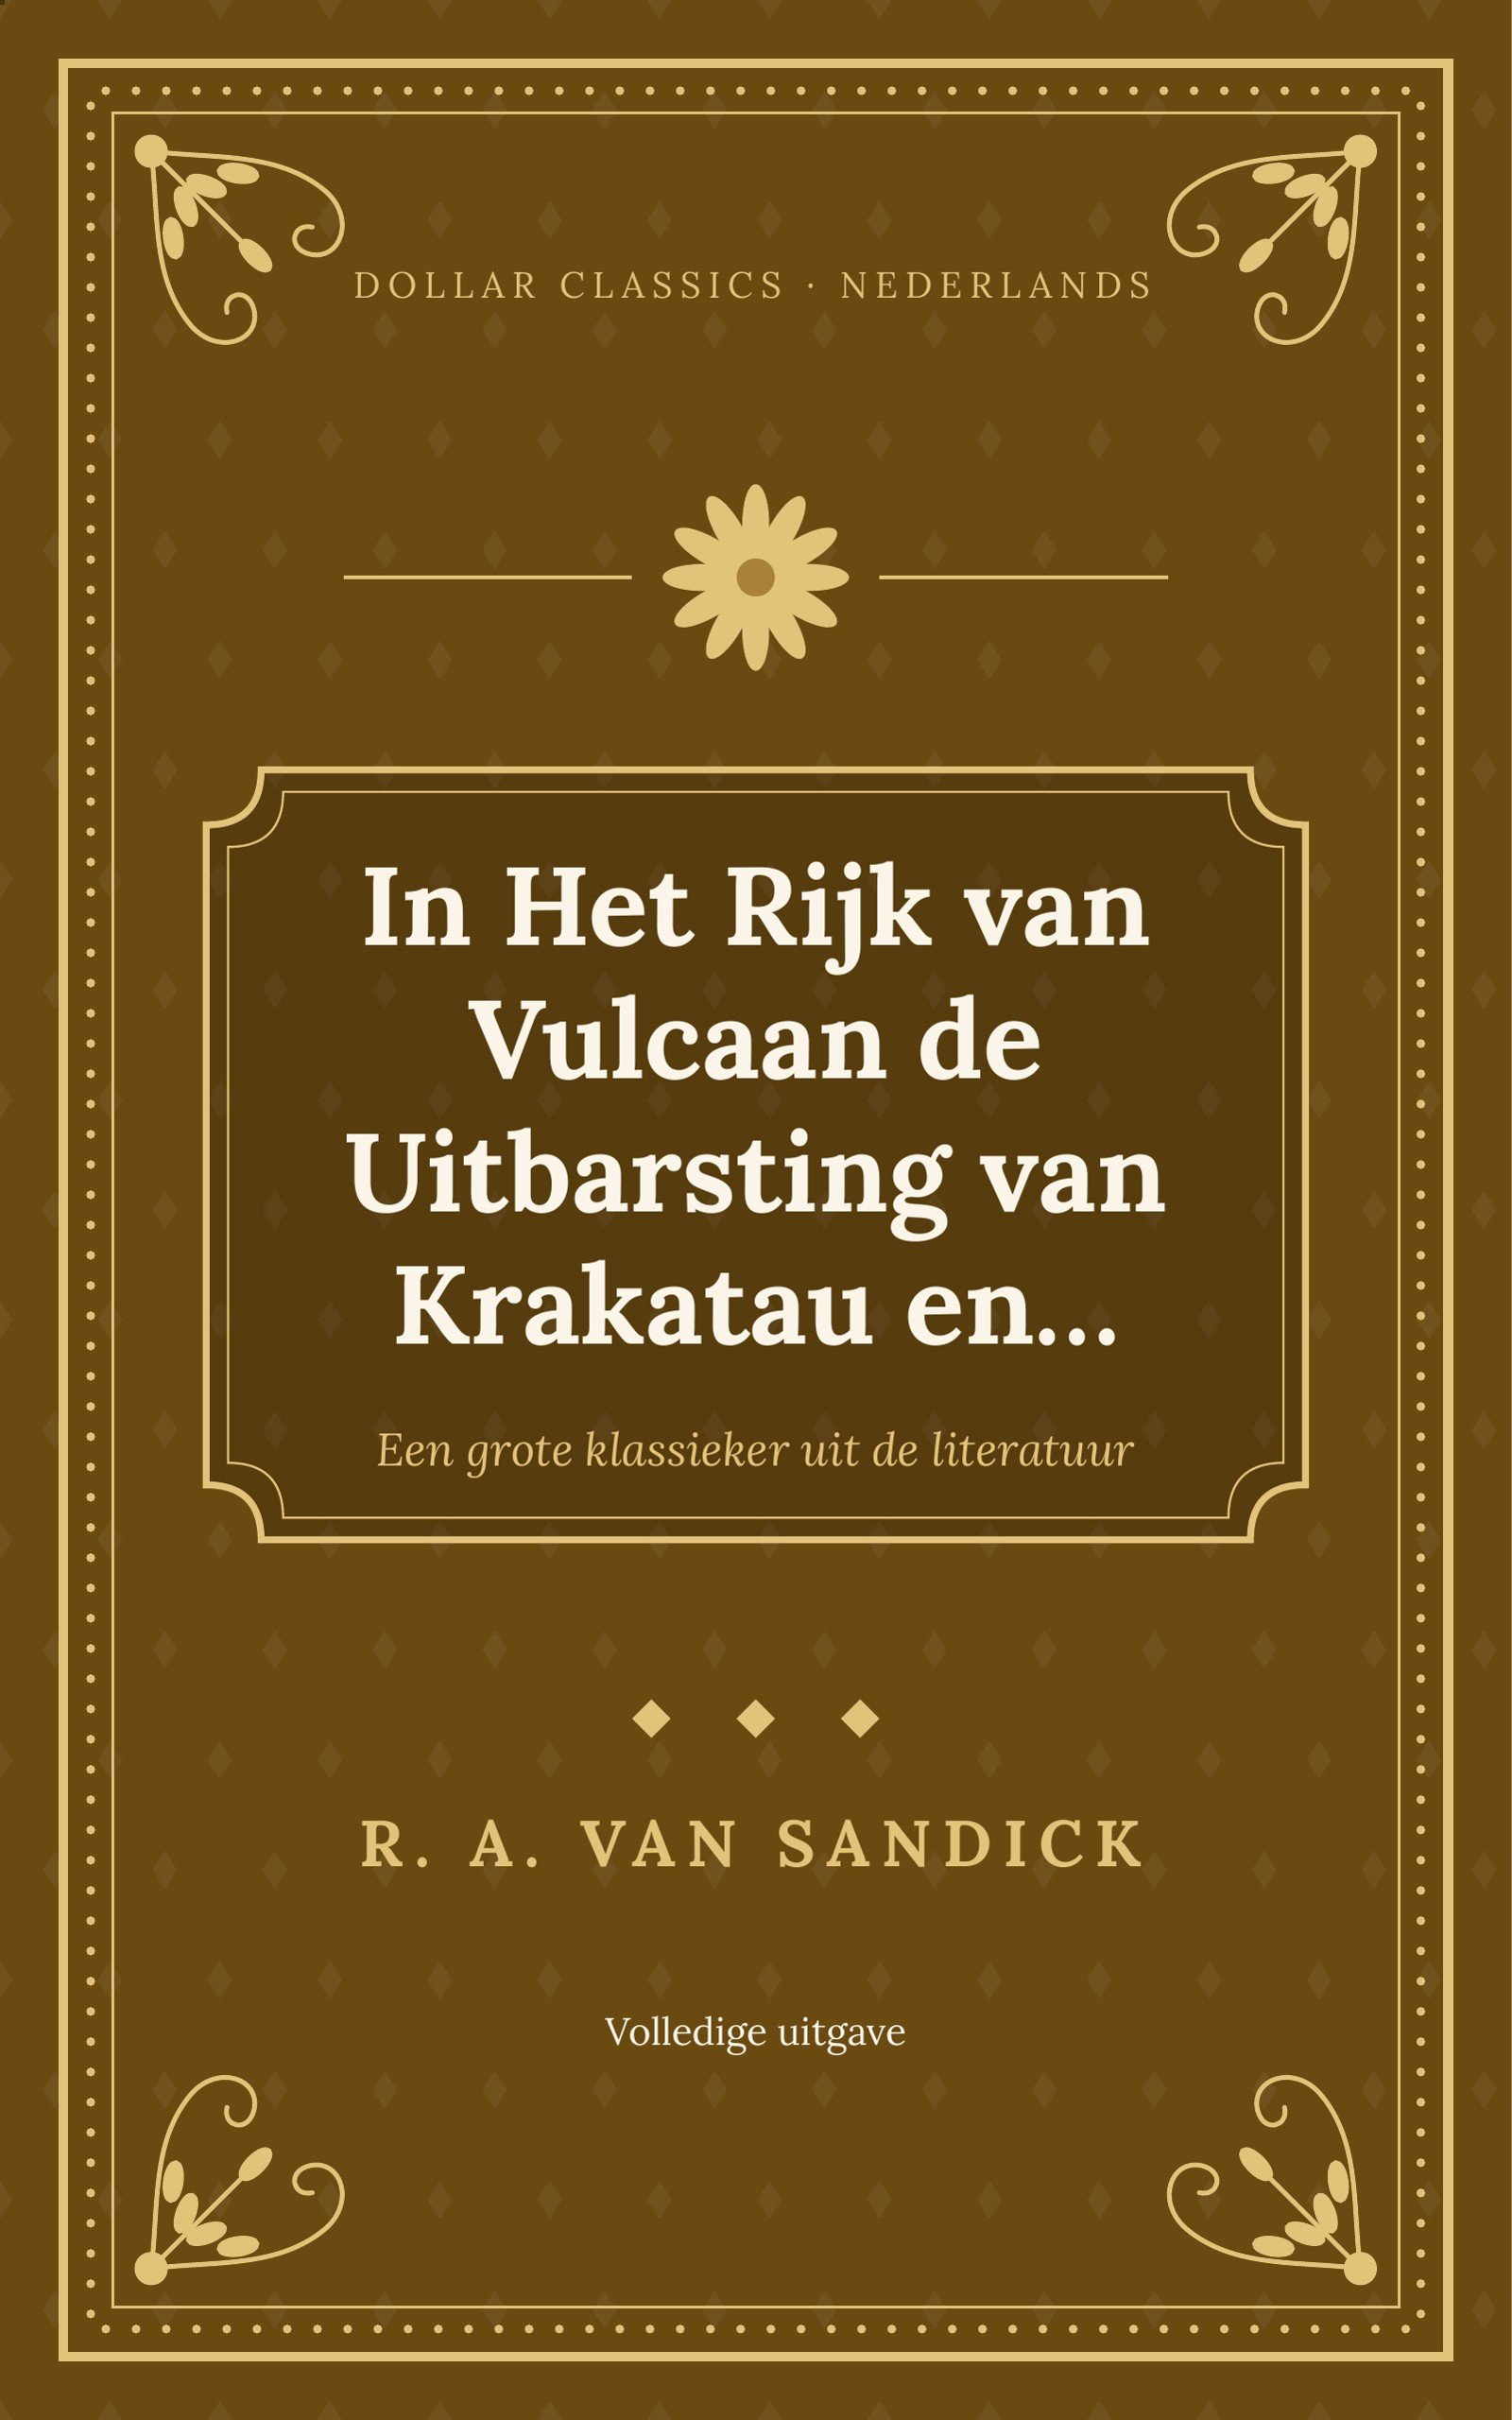 DOLLAR CLASSICS · NEDERLANDS
In Het Rijk van
Vulcaan de
Uitbarsting van
Krakatau en...
Een grote klassieker uit de literatuur
R. A. VAN SANDICK
Volledige uitgave